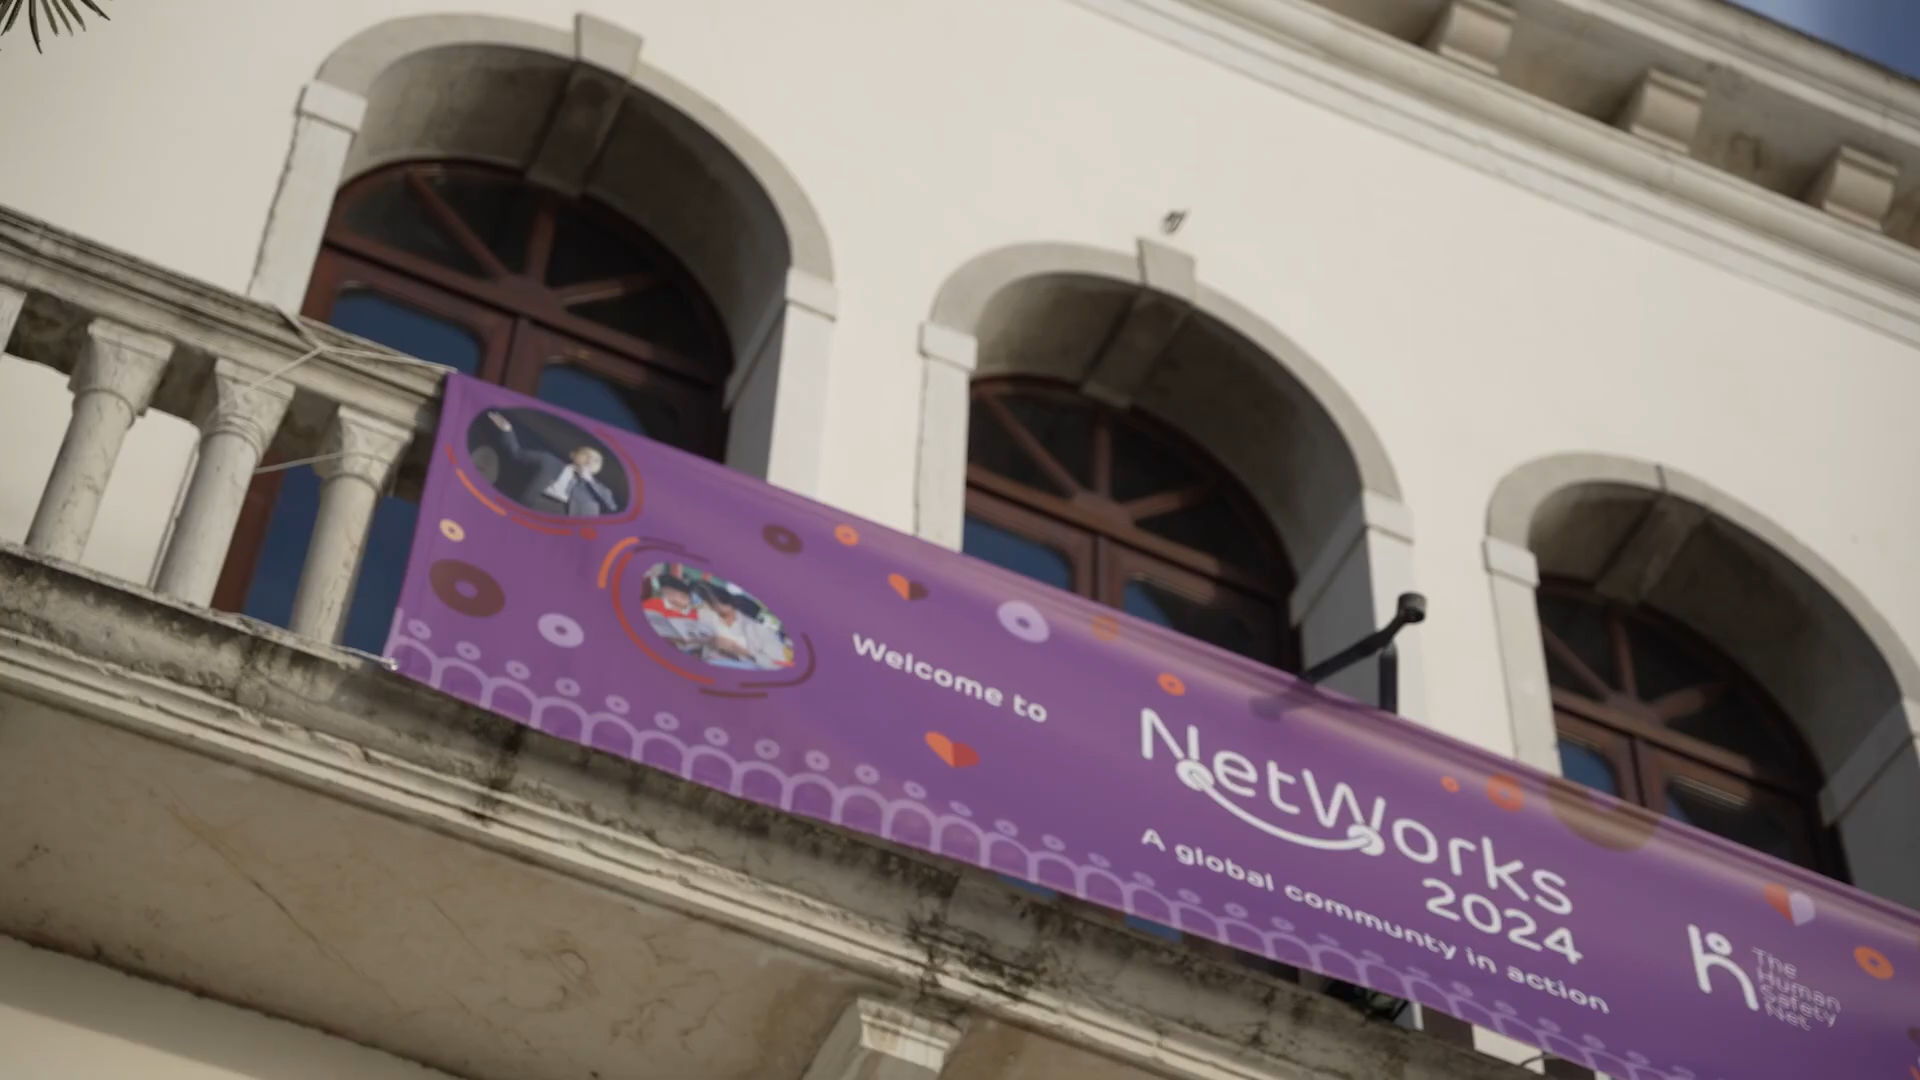 Welcome to
NetWorks
2024
A global community in action
The
Human
Safety
Net